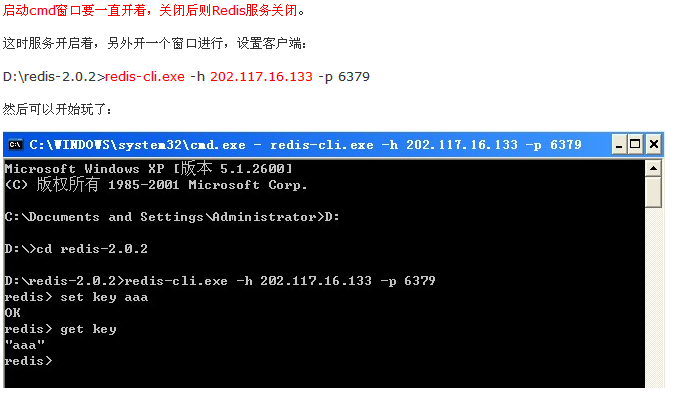 启动cmd窗口要一直开着，关闭后则Redis服务关闭。
这时服务开启着，另外开一个窗口进行，设置客户端：
D:\redis-2.0.2>redis-cli.exe -h 202.117.16.133 -p 6379
然后可以开始玩了：
C:\WINDOWS\system32\cmd.exe - redis-cli.exe -h 202.117.16.133 -p 6379
Microsoft Windows XP [版本 5.1.2600]
(C) 版权所有 1985-2001 Microsoft Corp.
C:\Documents and Settings\Administrator>D:
D:\>cd redis-2.0.2
D:\redis-2.0.2>redis-cli.exe -h 202.117.16.133 -p 6379
redis> set key aaa
OK
redis> get key
"aaa"
redis>